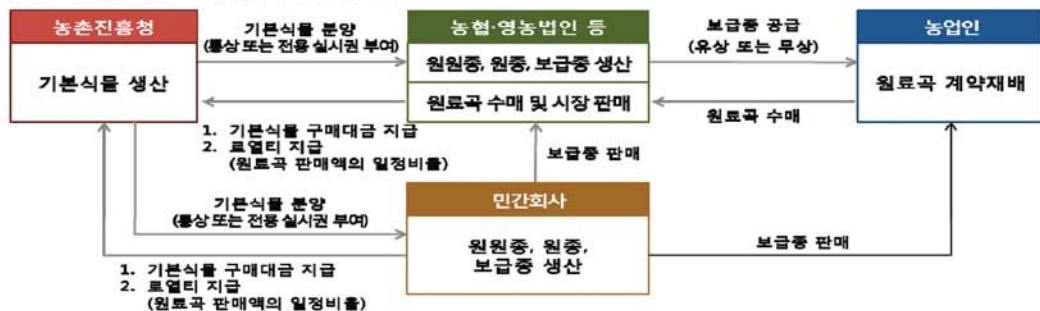 농촌진흥청
기본식물 생산
기본식물 분양
(통상 또는 전용 실시권 부여)
농협·영농법인 등
원원종, 원종, 보급종 생산
원료곡 수매 및 시장 판매
보급종 공급
(유상 또는 무상)
농업인
원료곡 계약재배
원료곡 수매
1. 기본식물 구매대금 지급
2. 로열티 지급
(원료곡 판매액의 일정비율)
보급종 판매
기본식물 분양
(통상 또는 전용 실시권 부여)
민간회사
원원종, 원종,
보급종 생산
보급종 판매
1. 기본식물 구매대금 지급
2. 로열티 지급
(원료곡 판매액의 일정비율)